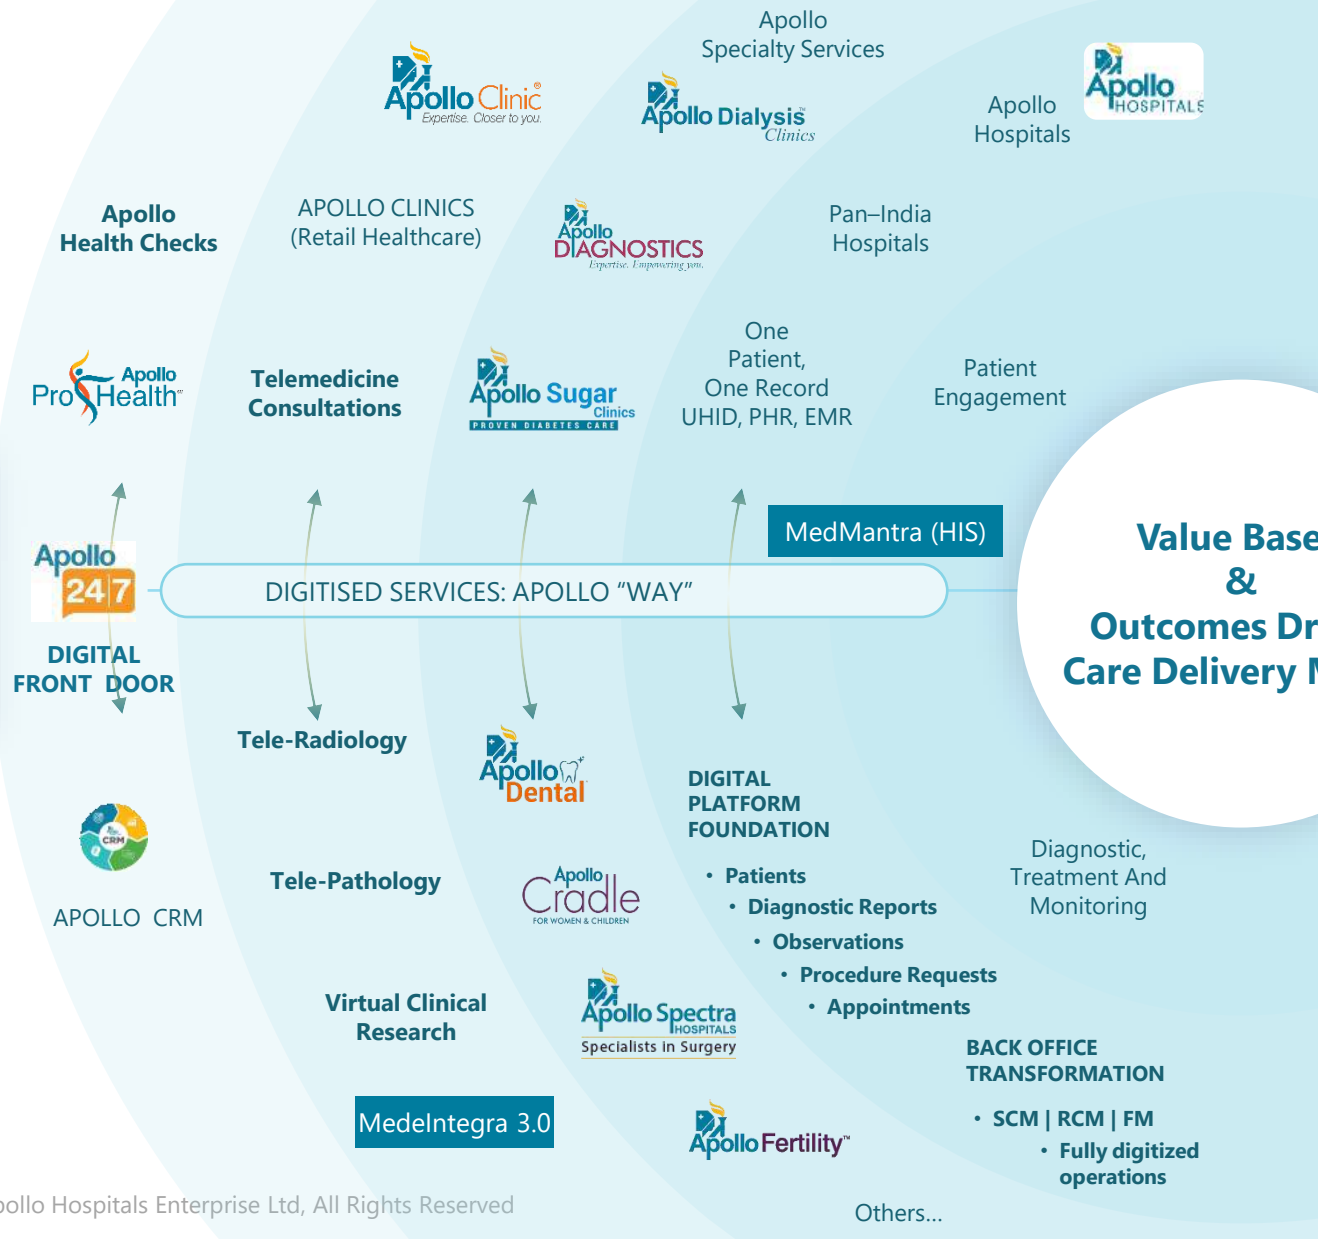 Apollo
Specialty Services
Apollo Clinic®
Expertise. Closer to you.
Apollo Dialysis™
Clinics
Apollo
Hospitals
Apollo
HOSPITALS
Apollo
Health Checks
APOLLO CLINICS
(Retail Healthcare)
Apollo
DIAGNOSTICS
Expertise. Empowering you.
Pan–India
Hospitals
Apollo
ProHealth
Telemedicine
Consultations
Apollo Sugar
Clinics
PROVEN DIABETES CARE
One
Patient,
One Record
UHID, PHR, EMR
Patient
Engagement
MedMantra (HIS)
Apollo
24|7
DIGITAL
FRONT DOOR
DIGITISED SERVICES: APOLLO “WAY”
Value Base
&
Outcomes Dr
Care Delivery M
Tele-Radiology
Apollo
Dental
DIGITAL
PLATFORM
FOUNDATION
• Patients
• Diagnostic Reports
• Observations
• Procedure Requests
• Appointments
CRM
APOLLO CRM
Tele-Pathology
Apollo
Cradle
FOR WOMEN & CHILDREN
Diagnostic,
Treatment And
Monitoring
Virtual Clinical
Research
Apollo Spectra
HOSPITALS
Specialists in Surgery
BACK OFFICE
TRANSFORMATION
• SCM | RCM | FM
• Fully digitized
operations
MedeIntegra 3.0
Apollo Fertility™
pollo Hospitals Enterprise Ltd, All Rights Reserved
Others...